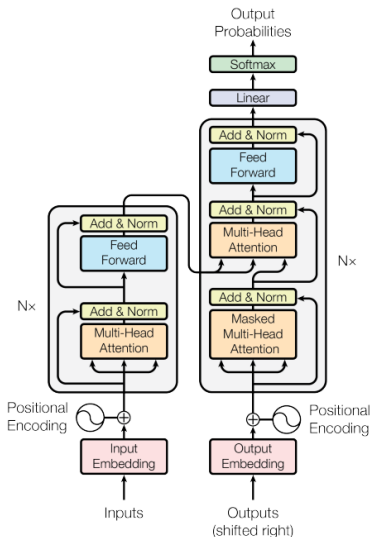 Output
Probabilities
Softmax
Linear
Add & Norm
Feed
Forward
Add & Norm
Multi-Head
Attention
Add & Norm
Masked
Multi-Head
Attention
N×
Add & Norm
Feed
Forward
Add & Norm
Multi-Head
Attention
N×
Positional
Encoding
Positional
Encoding
Input
Embedding
Output
Embedding
Inputs
Outputs
(shifted right)